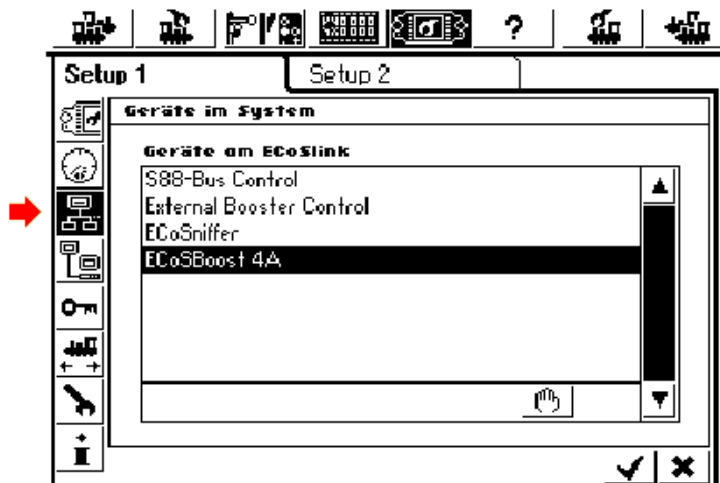 ?
Setup 1
Setup 2
Geräte im System
Geräte am ECoSlink
S88-Bus Control
External Booster Control
ECoSniffer
ECoSBoost 4A